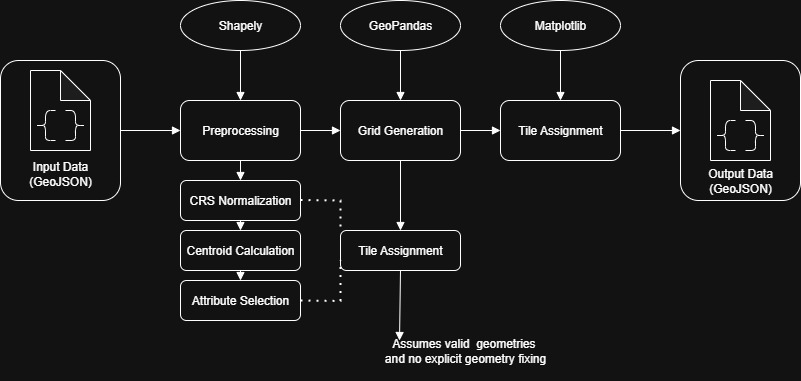 Shapely
GeoPandas
Matplotlib
Input Data
(GeoJSON)
Preprocessing
Grid Generation
Tile Assignment
Output Data
(GeoJSON)
CRS Normalization
Centroid Calculation
Tile Assignment
Attribute Selection
Assumes valid geometries
and no explicit geometry fixing